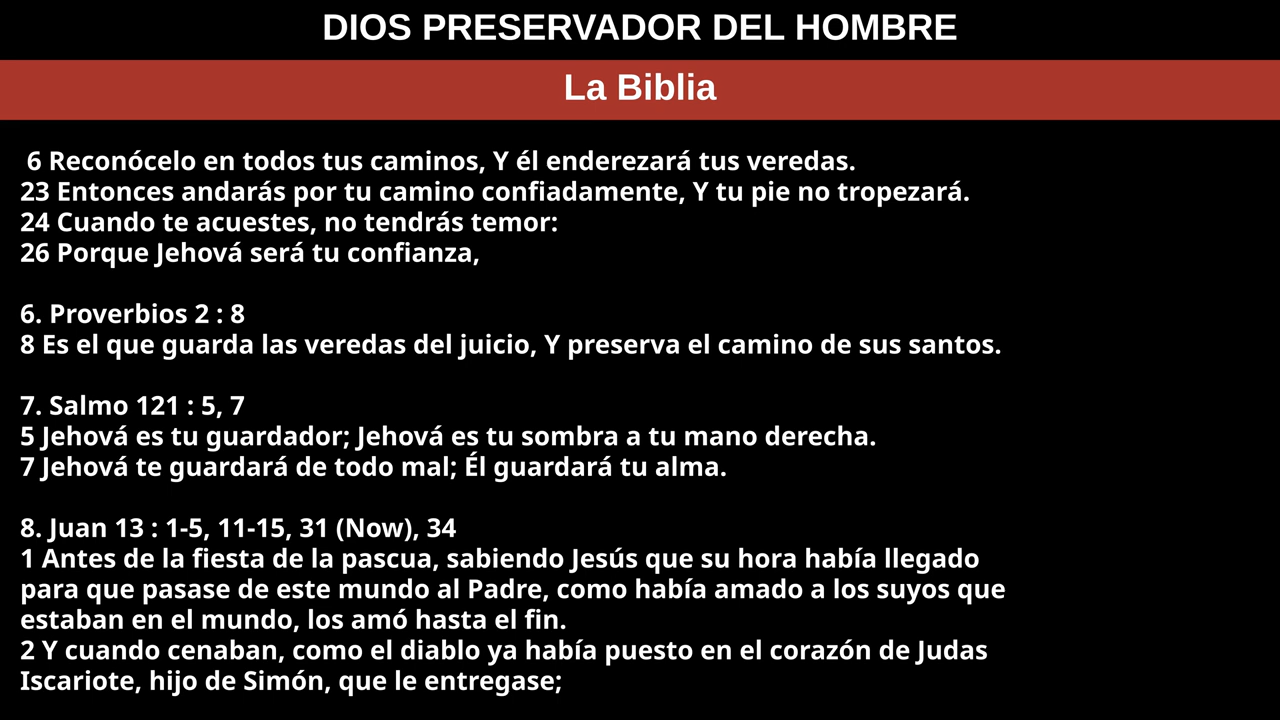 DIOS PRESERVADOR DEL HOMBRE
La Biblia
6 Reconócelo en todos tus caminos, Y él enderezará tus veredas.
23 Entonces andarás por tu camino confiadamente, Y tu pie no tropezará.
24 Cuando te acuestes, no tendrás temor:
26 Porque Jehová será tu confianza,
6. Proverbios 2 : 8
8 Es el que guarda las veredas del juicio, Y preserva el camino de sus santos.
7. Salmo 121 : 5, 7
5 Jehová es tu guardador; Jehová es tu sombra a tu mano derecha.
7 Jehová te guardará de todo mal; Él guardará tu alma.
8. Juan 13 : 1-5, 11-15, 31 (Now), 34
1 Antes de la fiesta de la pascua, sabiendo Jesús que su hora había llegado
para que pasase de este mundo al Padre, como había amado a los suyos que
estaban en el mundo, los amó hasta el fin.
2 Y cuando cenaban, como el diablo ya había puesto en el corazón de Judas
Iscariote, hijo de Simón, que le entregase;